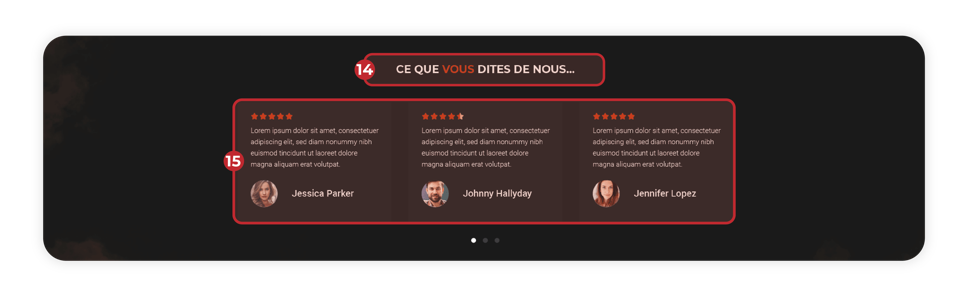 14
CE QUE VOUS DITES DE NOUS...
15
Lorem ipsum dolor sit amet, consectetuer
adipiscing elit, sed diam nonummy nibh
euismod tincidunt ut laoreet dolore
magna aliquam erat volutpat.
Jessica Parker
Lorem ipsum dolor sit amet, consectetuer
adipiscing elit, sed diam nonummy nibh
euismod tincidunt ut laoreet dolore
magna aliquam erat volutpat.
Johnny Hallyday
Lorem ipsum dolor sit amet, consectetuer
adipiscing elit, sed diam nonummy nibh
euismod tincidunt ut laoreet dolore
magna aliquam erat volutpat.
Jennifer Lopez